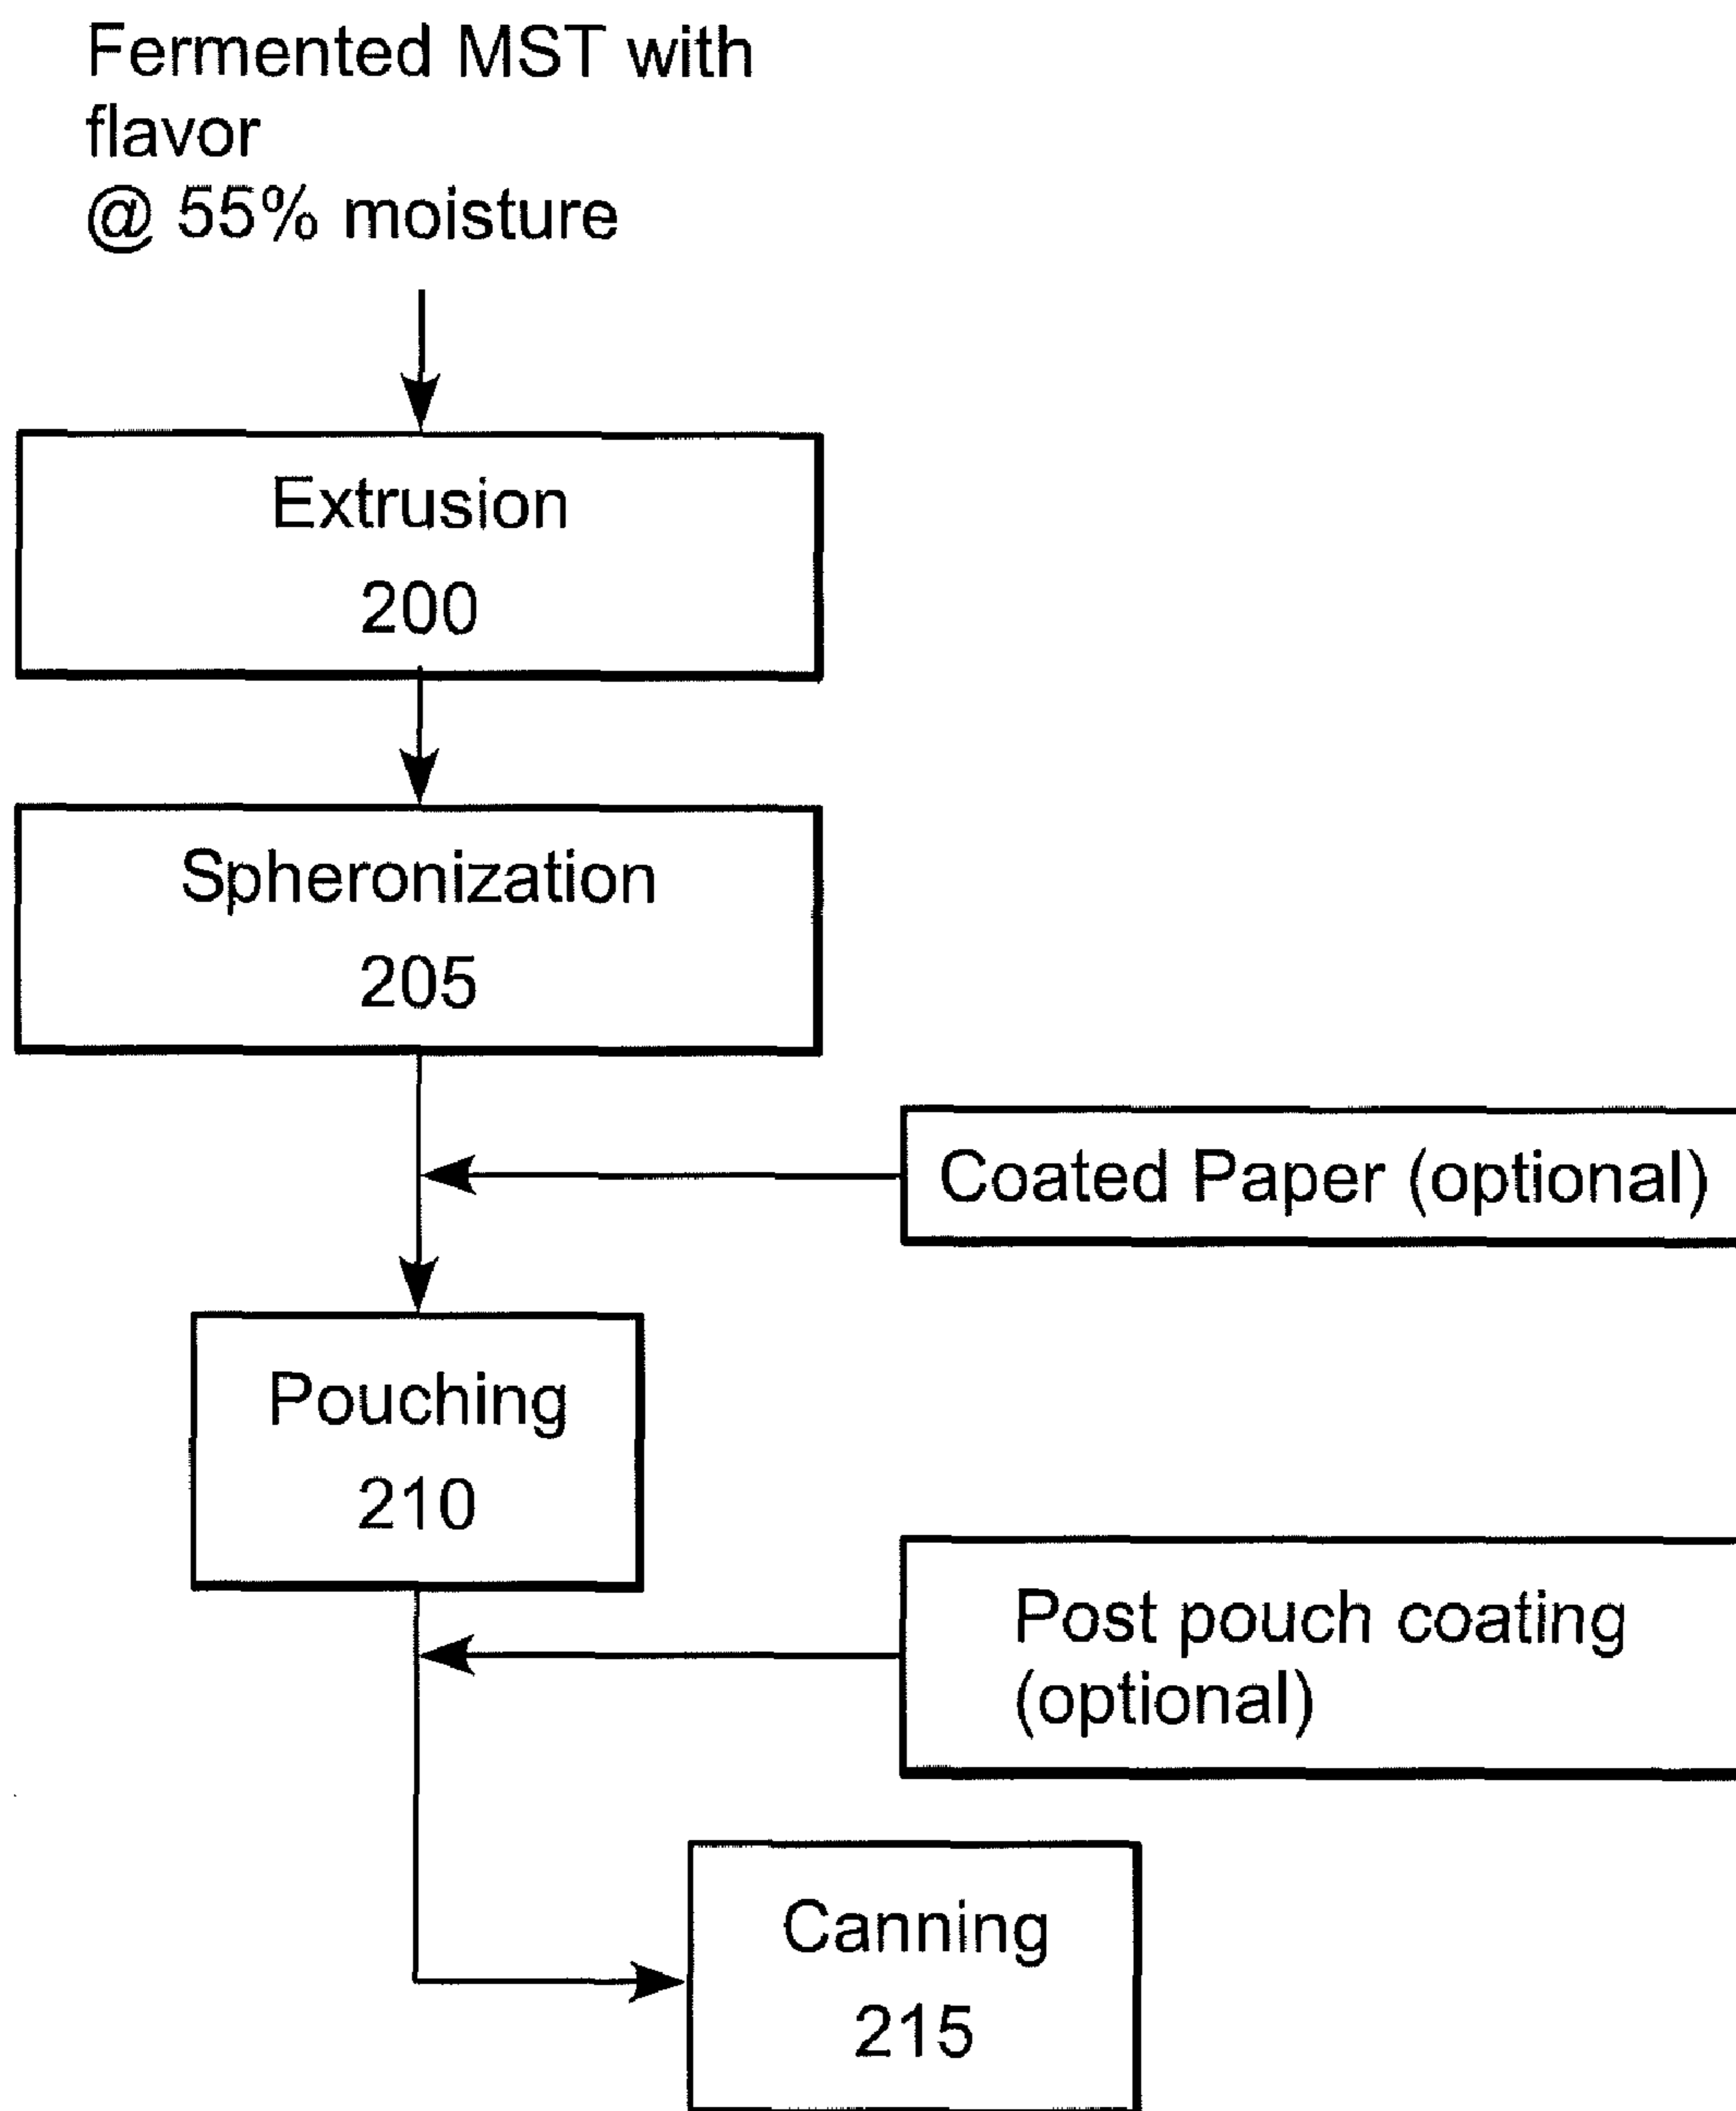 Fermented MST with
flavor
@ 55% moisture
Extrusion
200
Spheronization
205
Coated Paper (optional)
Pouching
210
Post pouch coating
(optional)
Canning
215